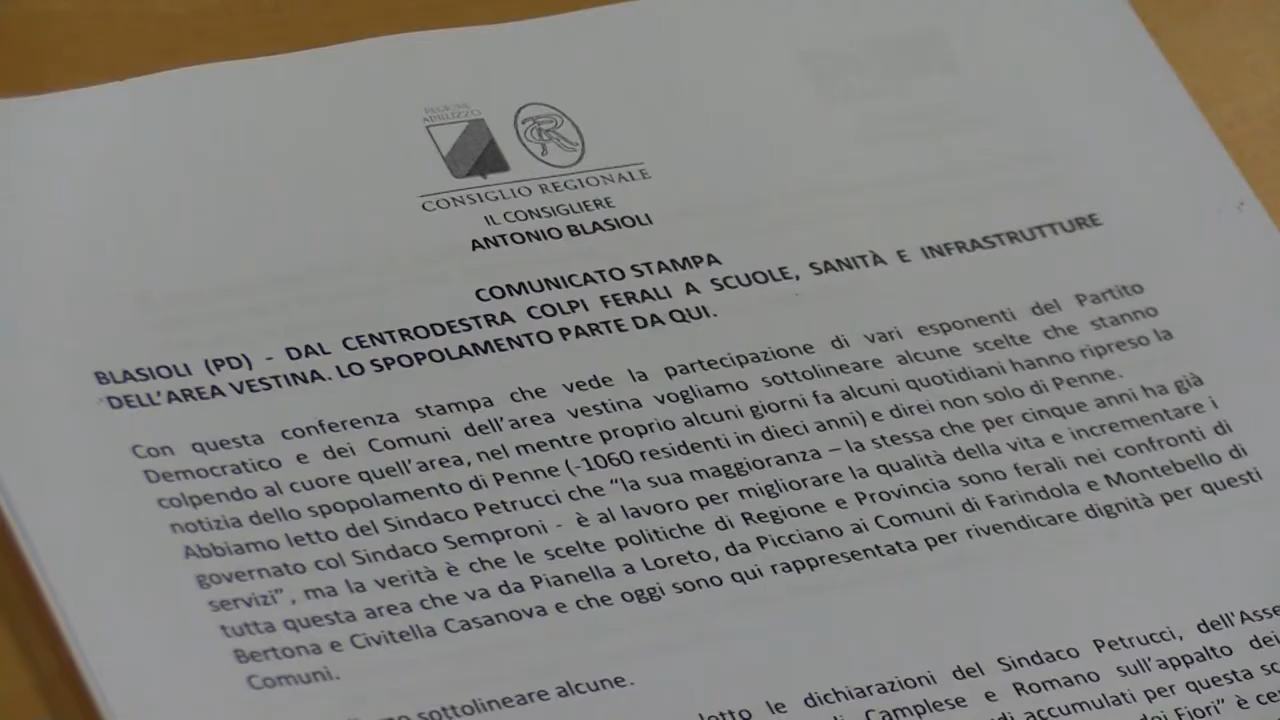 REGIONE
ABRUZZO
CONSIGLIO REGIONALE
IL CONSIGLIERE
ANTONIO BLASIOLI
COMUNICATO STAMPA
BLASIOLI (PD) - DAL CENTRODESTRA COLPI FERALI A SCUOLE, SANITÀ E INFRASTRUTTURE
DELL'AREA VESTINA. LO SPOPOLAMENTO PARTE DA QUI.
Con questa conferenza stampa che vede la partecipazione di vari esponenti del Partito
Democratico e dei Comuni dell'area vestina vogliamo sottolineare alcune scelte che stanno
colpendo al cuore quell'area, nel mentre proprio alcuni giorni fa alcuni quotidiani hanno ripreso la
notizia dello spopolamento di Penne (-1060 residenti in dieci anni) e direi non solo di Penne.
Abbiamo letto del Sindaco Petrucci che "la sua maggioranza – la stessa che per cinque anni ha già
governato col Sindaco Semproni - è al lavoro per migliorare la qualità della vita e incrementare i
servizi", ma la verità è che le scelte politiche di Regione e Provincia sono ferali nei confronti di
tutta questa area che va da Pianella a Loreto, da Picciano ai Comuni di Farindola e Montebello di
Bertona e Civitella Casanova e che oggi sono qui rappresentata per rivendicare dignità per questi
Comuni.
sottolineare alcune.
letto le dichiarazioni del Sindaco Petrucci, dell'Asse
Camplese e Romano sull'appalto dei
accumulati per questa sc
Fiori" è ce